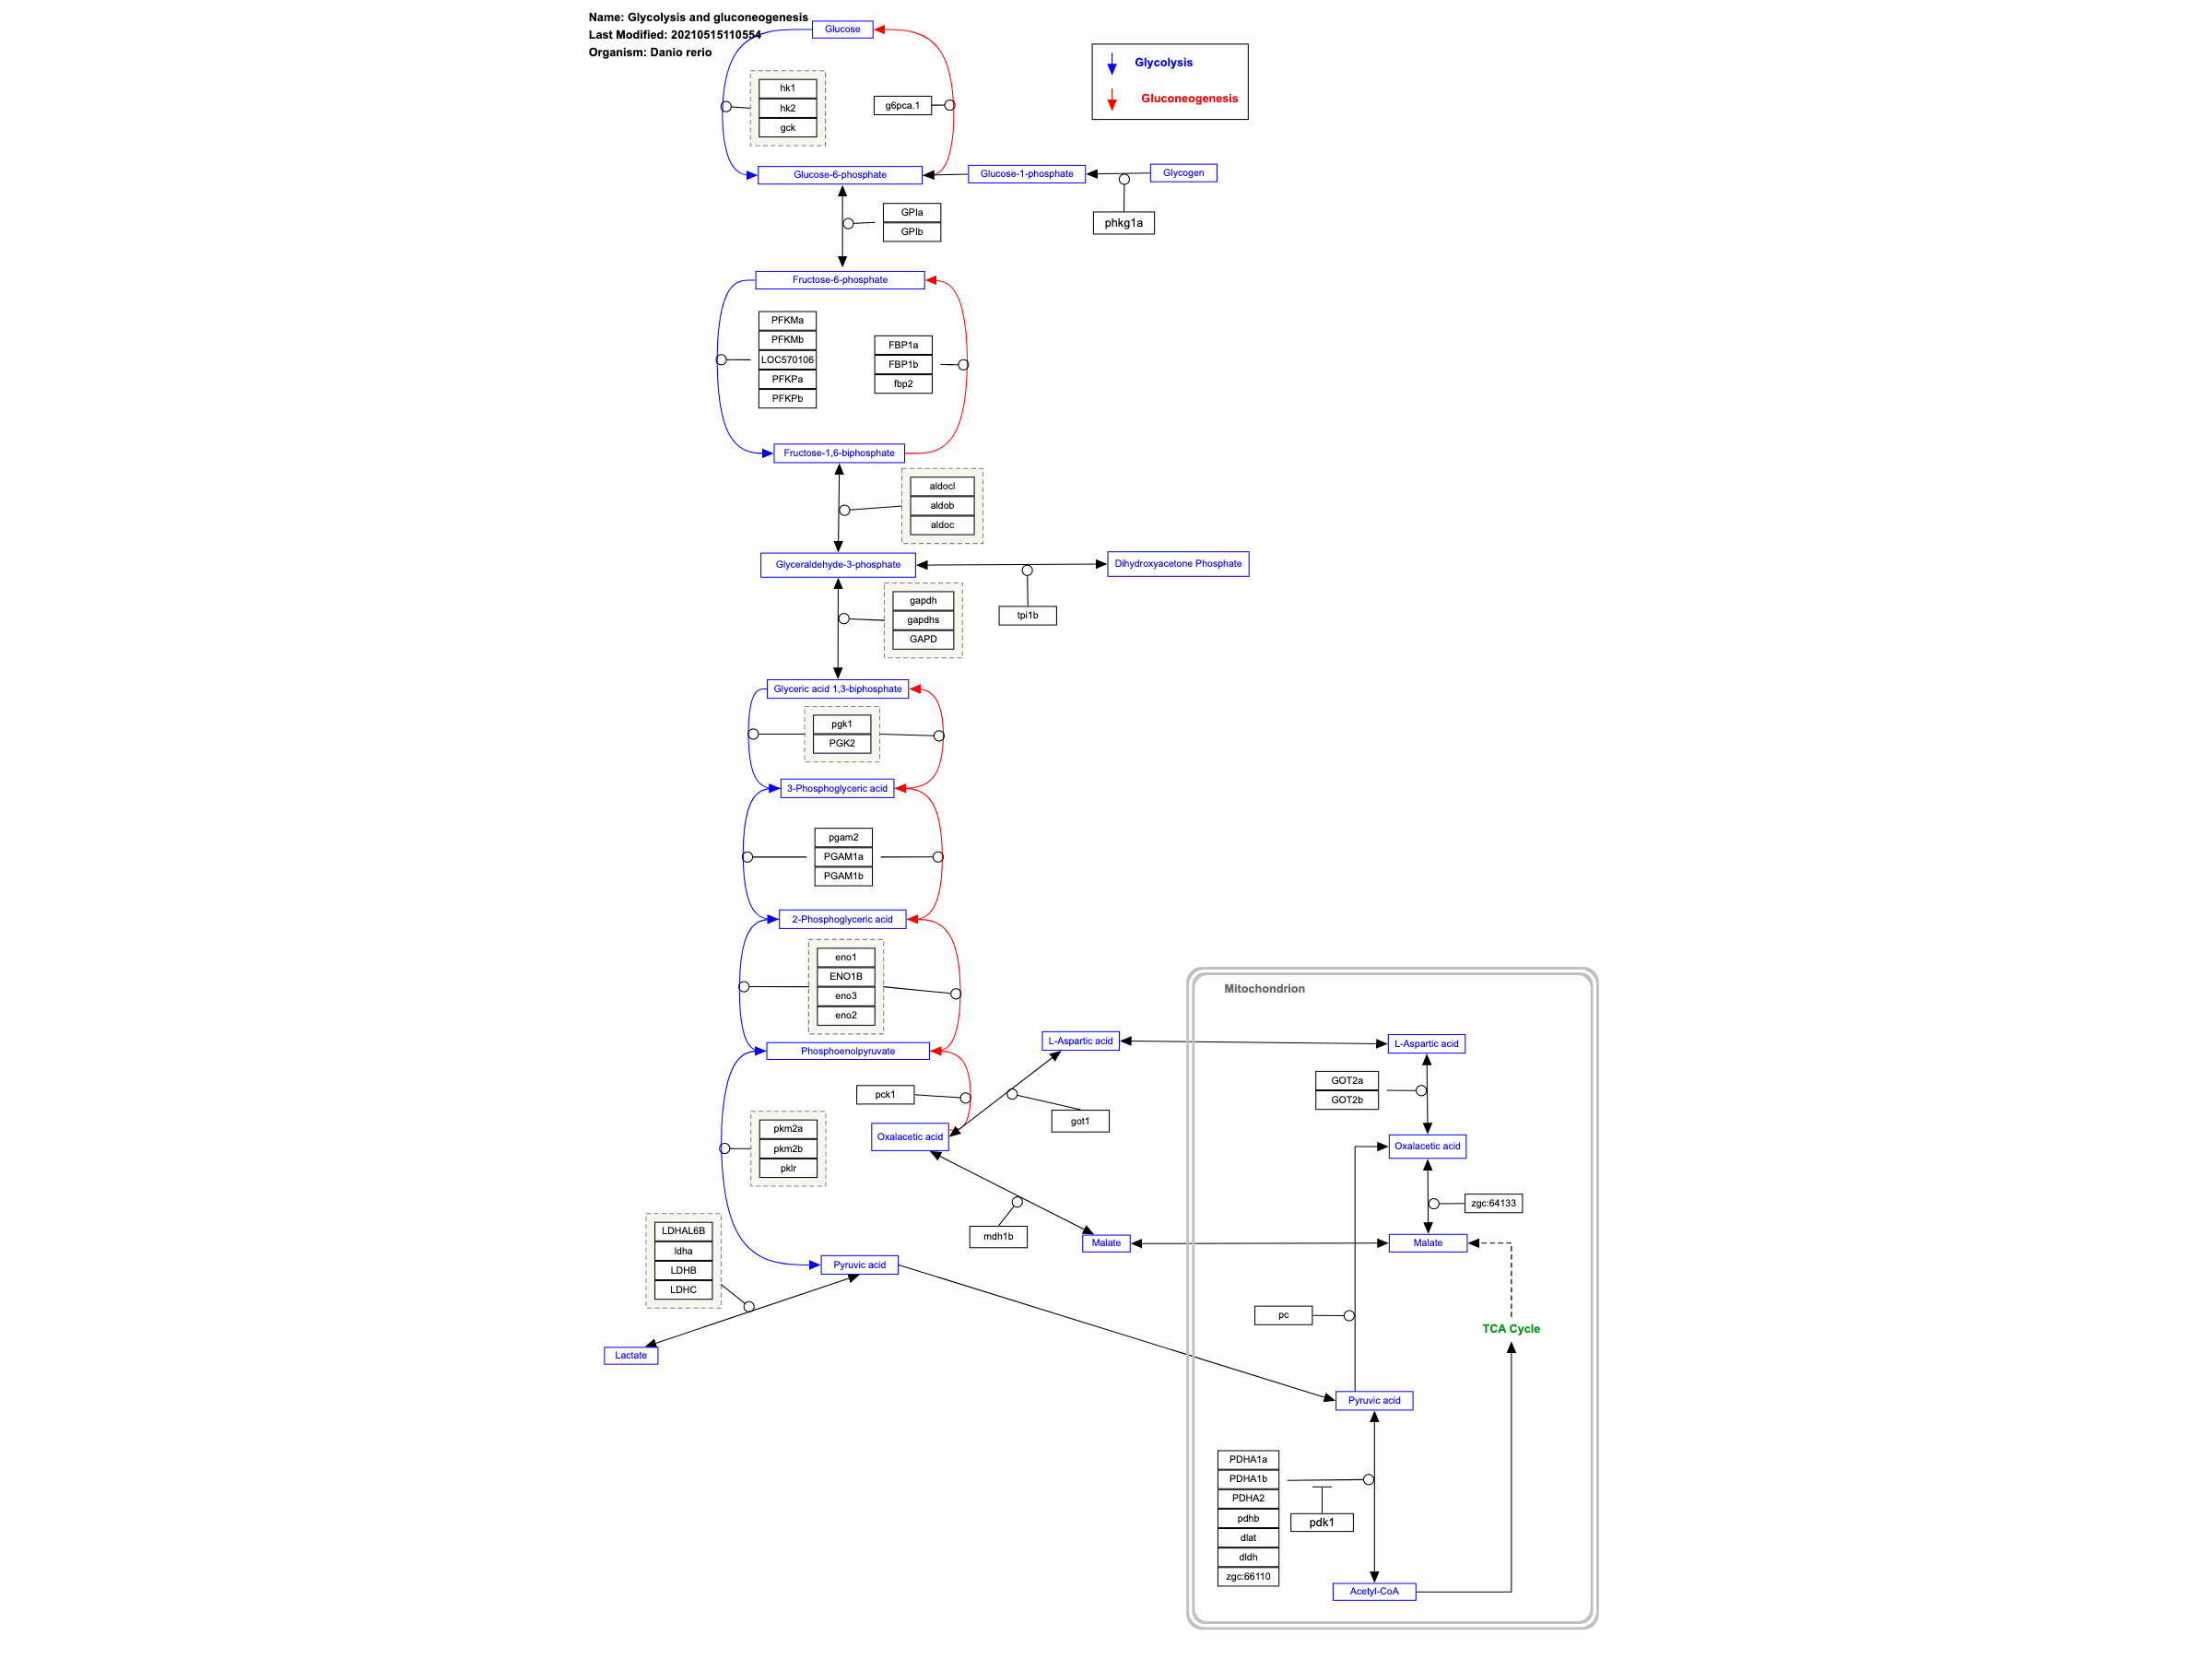 Name: Glycolysis and gluconeogenesis
Last Modified: 20210515110554
Organism: Danio rerio
Glucose
Glycolysis
Gluconeogenesis
hk1
hk2
gck
g6pca.1
Glucose-6-phosphate
Glucose-1-phosphate
Glycogen
GPIa
GPIb
phkg1a
Fructose-6-phosphate
PFKMa
PFKMb
LOC570106
PFKPa
PFKPb
FBP1a
FBP1b
fbp2
Fructose-1,6-biphosphate
aldocl
aldob
aldoc
Glyceraldehyde-3-phosphate
Dihydroxyacetone Phosphate
gapdh
gapdhs
GAPD
tpi1b
Glyceric acid 1,3-biphosphate
pgk1
PGK2
3-Phosphoglyceric acid
pgam2
PGAM1a
PGAM1b
2-Phosphoglyceric acid
eno1
ENO1B
eno3
eno2
Mitochondrion
Phosphoenolpyruvate
L-Aspartic acid
L-Aspartic acid
pck1
got1
GOT2a
GOT2b
Oxalacetic acid
Oxalacetic acid
pkm2a
pkm2b
pklr
zgc:64133
mdh1b
Malate
Malate
LDHAL6B
ldha
LDHB
LDHC
Pyruvic acid
pc
TCA Cycle
Lactate
Pyruvic acid
PDHA1a
PDHA1b
PDHA2
pdhb
dlat
dldh
zgc:66110
pdk1
Acetyl-CoA